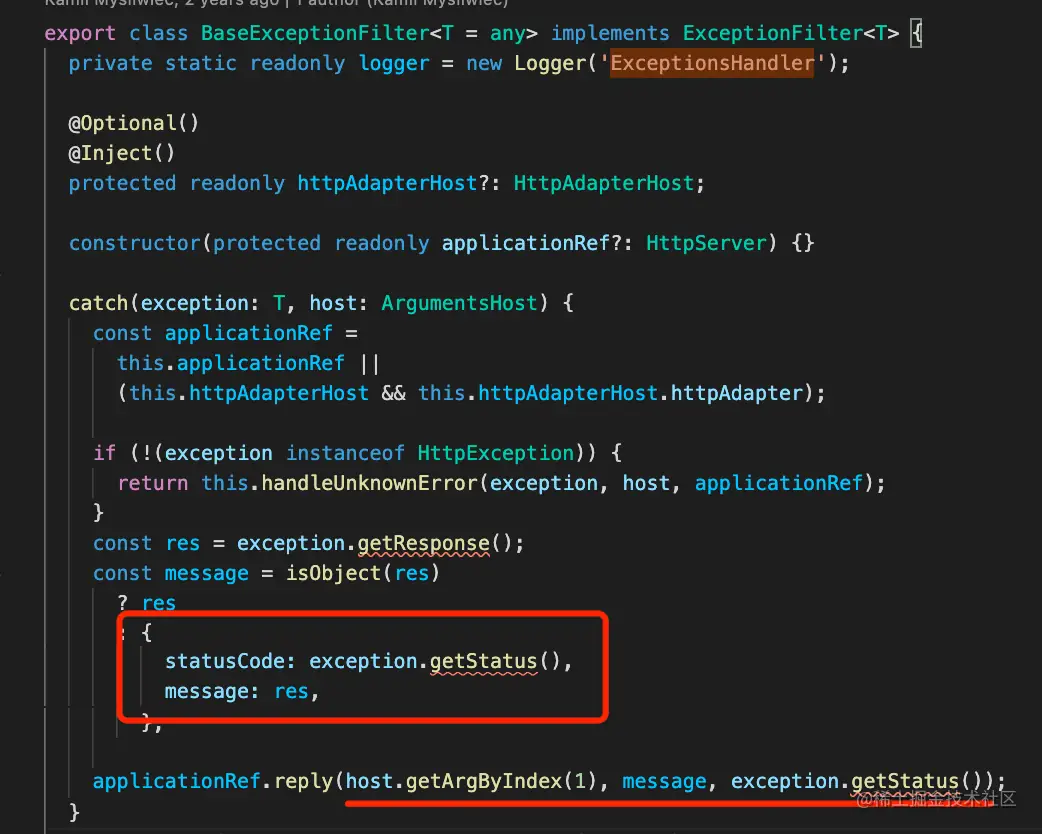 Kamil Mysliwiec, 2 years ago | 1 author (Kamil Mysliwiec)
export class BaseExceptionFilter<T = any> implements ExceptionFilter<T> {
  private static readonly logger = new Logger('ExceptionsHandler');
  @Optional()
  @Inject()
  protected readonly httpAdapterHost?: HttpAdapterHost;
  constructor(protected readonly applicationRef?: HttpServer) {}
  catch(exception: T, host: ArgumentsHost) {
    const applicationRef =
      this.applicationRef ||
      (this.httpAdapterHost && this.httpAdapterHost.httpAdapter);
    if (!(exception instanceof HttpException)) {
      return this.handleUnknownError(exception, host, applicationRef);
    }
    const res = exception.getResponse();
    const message = isObject(res)
      ? res
      : {
          statusCode: exception.getStatus(),
          message: res,
        };
    applicationRef.reply(host.getArgByIndex(1), message, exception.getStatus());
  }
@稀土掘金技术社区